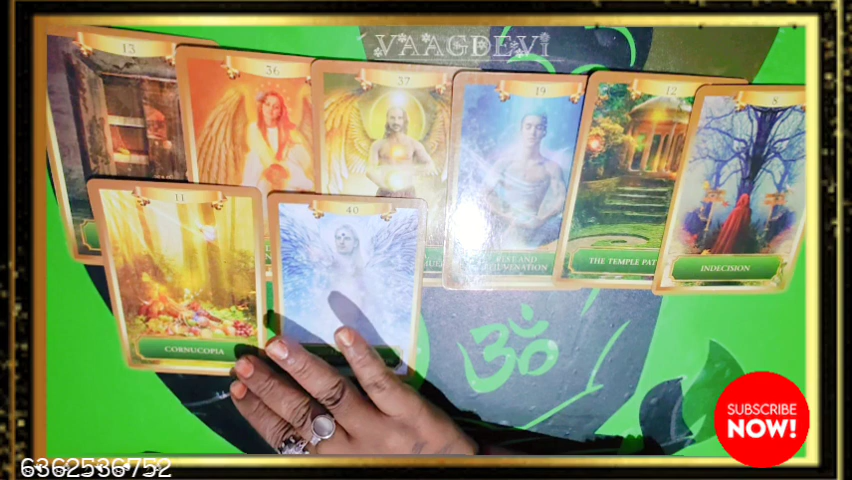 VAAGDEVI
13
36
37
19
12
8
11
40
REST AND
REJUVENATION
THE TEMPLE PAT
INDECISION
CORNUCOPIA
ॐ
SUBSCRIBE
NOW!
6362536752